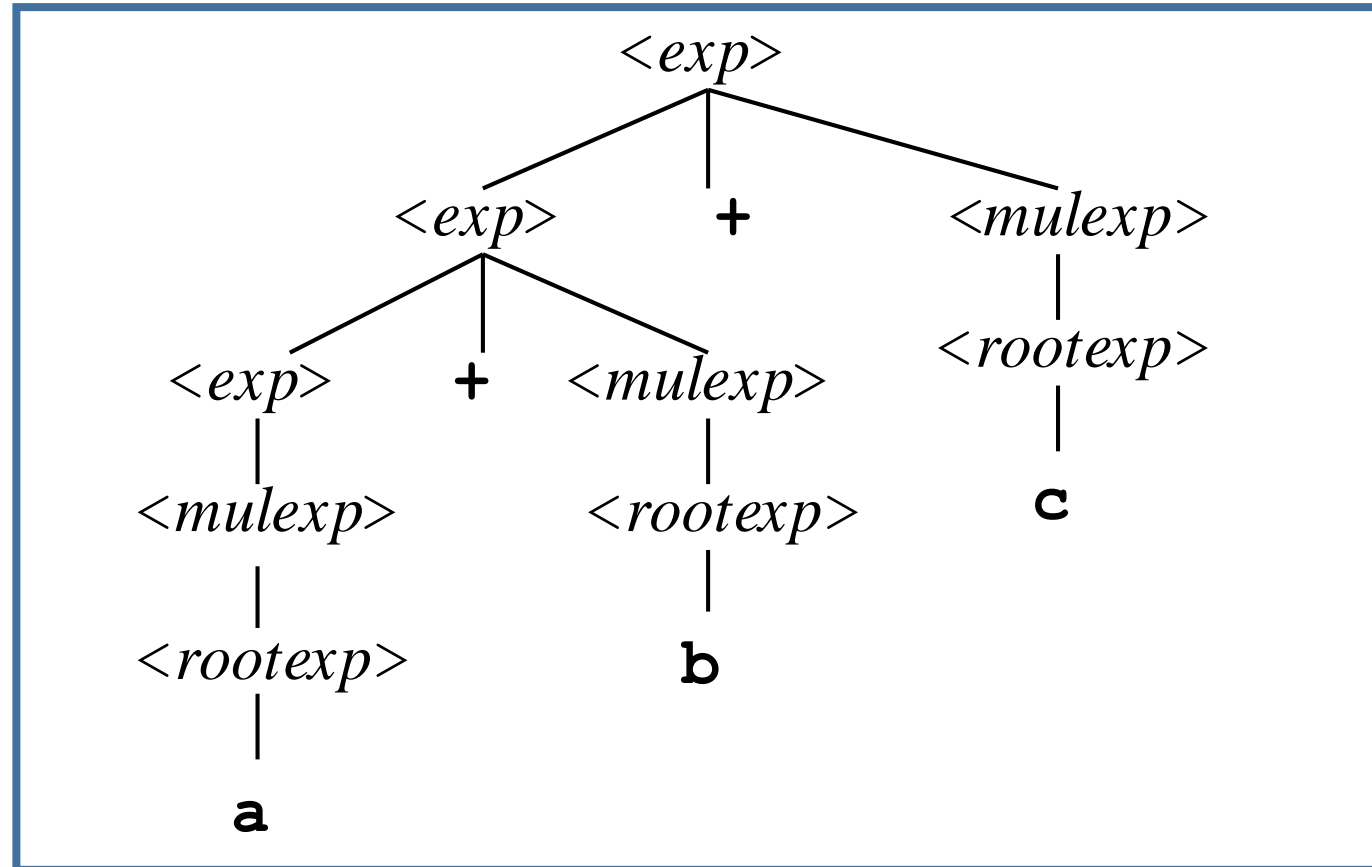 <exp>
<exp> + <mulexp>
<rootexp>
<exp> + <mulexp>
c
<mulexp> <rootexp>
<rootexp> b
a